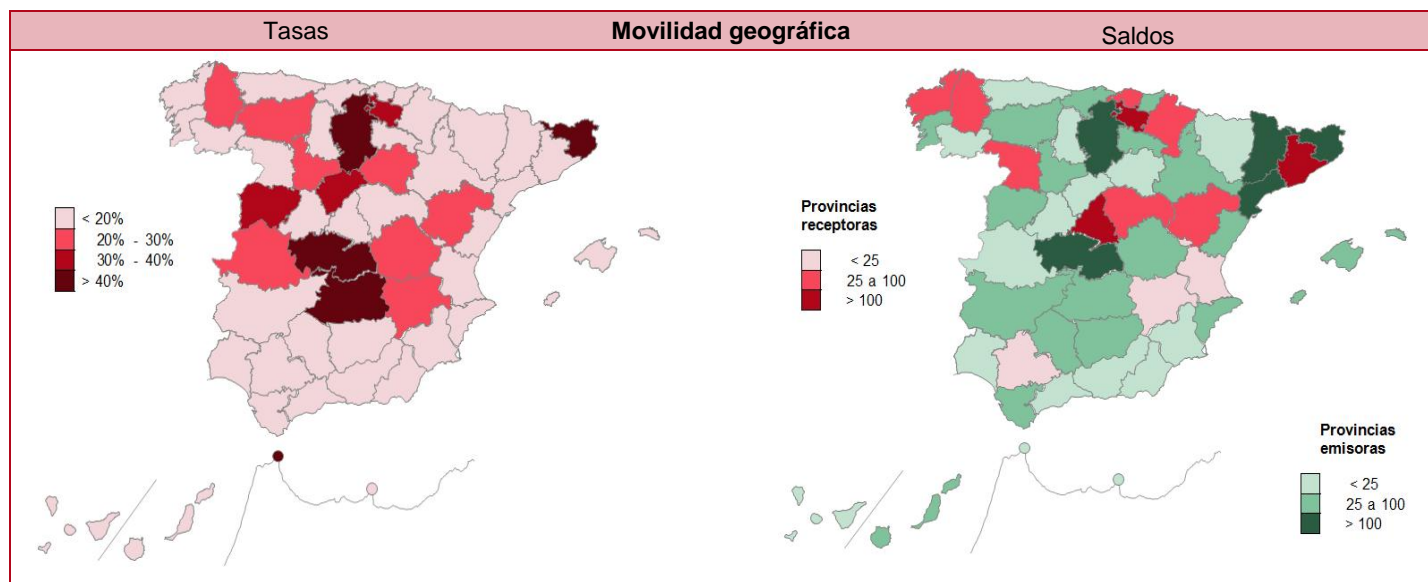 Tasas
Movilidad geográfica
Saldos
< 20%
20% - 30%
30% - 40%
> 40%
Provincias
receptoras
< 25
25 a 100
> 100
Provincias
emisoras
< 25
25 a 100
> 100